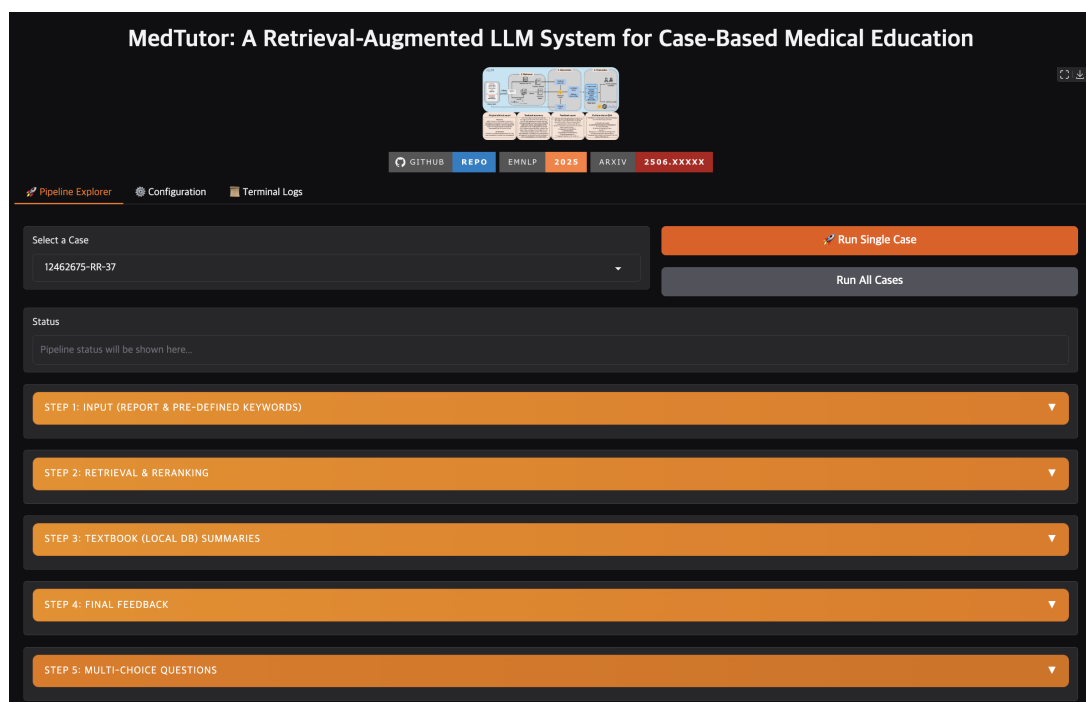 MedTutor: A Retrieval-Augmented LLM System for Case-Based Medical Education
GITHUB REPO EMNLP 2025 ARXIV 2506.XXXXX
🚀 Pipeline Explorer ⚙️ Configuration 🧾 Terminal Logs
Select a Case
12462675-RR-37
🚀 Run Single Case
Run All Cases
Status
Pipeline status will be shown here...
STEP 1: INPUT (REPORT & PRE-DEFINED KEYWORDS) ▼
STEP 2: RETRIEVAL & RERANKING ▼
STEP 3: TEXTBOOK (LOCAL DB) SUMMARIES ▼
STEP 4: FINAL FEEDBACK ▼
STEP 5: MULTI-CHOICE QUESTIONS ▼